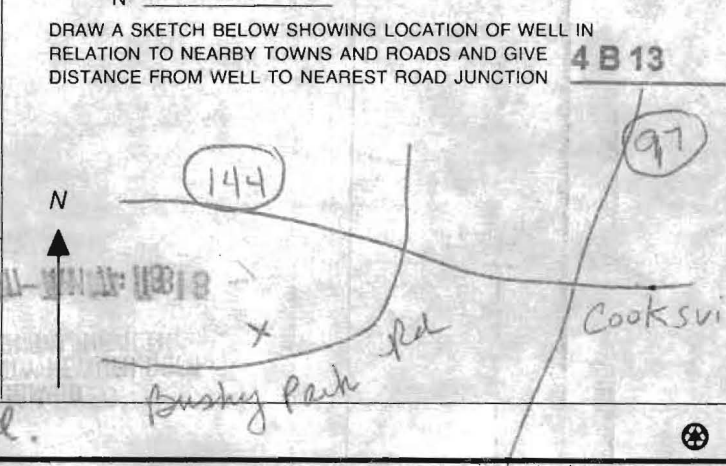 N
DRAW A SKETCH BELOW SHOWING LOCATION OF WELL IN
RELATION TO NEARBY TOWNS AND ROADS AND GIVE
DISTANCE FROM WELL TO NEAREST ROAD JUNCTION
4 B 13
97
144
N
X
Cooksvi
Bushy Park Rd